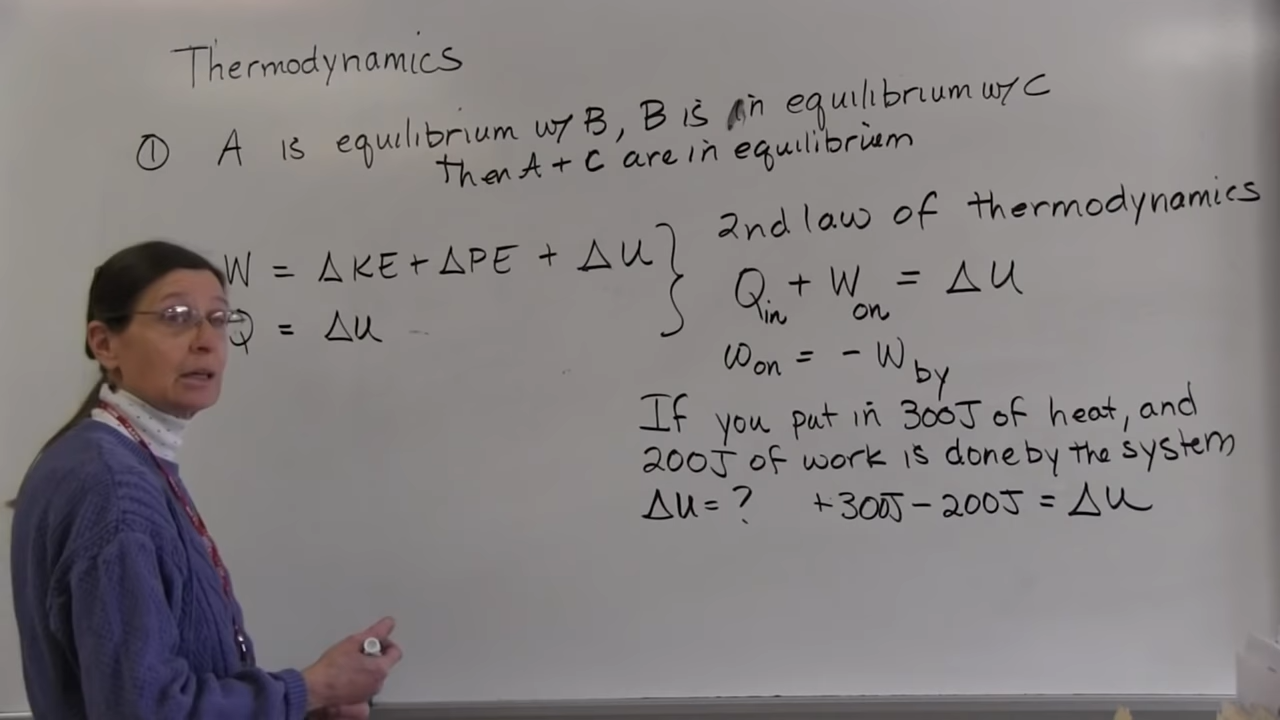 Thermodynamics
① A is equilibrium w/ B, B is in equilibrium w/ C
then A + C are in equilibrium
W = ΔKE + ΔPE + ΔU
Q = ΔU
2nd law of thermodynamics
Qin + Won = ΔU
Won = - Wby
If you put in 300J of heat, and
200J of work is done by the system
ΔU = ? +300J - 200J = ΔU